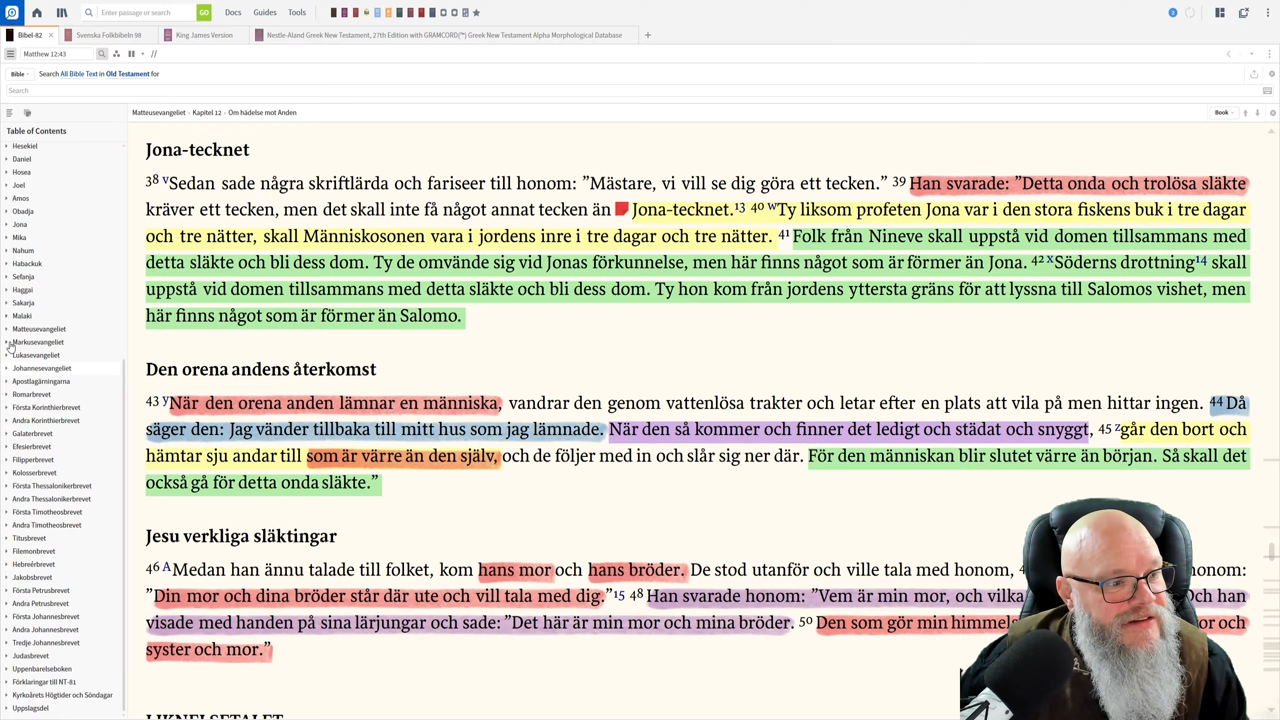 Enter passage or search
GO
Docs
Guides
Tools
2
Bibel-82
Svenska Folkbibeln 98
King James Version
Nestle-Aland Greek New Testament, 27th Edition with GRAMCORD(™) Greek New Testament Alpha Morphological Database
Matthew 12:43
Bible
Search All Bible Text in Old Testament for
Search
Matteusevangeliet › Kapitel 12 › Om hädelse mot Anden
Book
Table of Contents
Hesekiel
Daniel
Hosea
Joel
Amos
Obadja
Jona
Mika
Nahum
Habackuk
Sefanja
Haggai
Sakarja
Malaki
Matteusevangeliet
Markusevangeliet
Lukasevangeliet
Johannesevangeliet
Apostlagärningarna
Romarbrevet
Första Korinthierbrevet
Andra Korinthierbrevet
Galaterbrevet
Efesierbrevet
Filipperbrevet
Kolosserbrevet
Första Thessalonikerbrevet
Andra Thessalonikerbrevet
Första Timotheosbrevet
Andra Timotheosbrevet
Titusbrevet
Filemonbrevet
Hebreérbrevet
Jakobsbrevet
Första Petrusbrevet
Andra Petrusbrevet
Första Johannesbrevet
Andra Johannesbrevet
Tredje Johannesbrevet
Judasbrevet
Uppenbarelseboken
Förklaringar till NT-81
Kyrkoårets Högtider och Söndagar
Uppslagsdel
Jona-tecknet
38 vSedan sade några skriftlärda och fariseer till honom: ”Mästare, vi vill se dig göra ett tecken.” 39 Han svarade: ”Detta onda och trolösa släkte
kräver ett tecken, men det skall inte få något annat tecken än Jona-tecknet.13 40 wTy liksom profeten Jona var i den stora fiskens buk i tre dagar
och tre nätter, skall Människosonen vara i jordens inre i tre dagar och tre nätter. 41 Folk från Nineve skall uppstå vid domen tillsammans med
detta släkte och bli dess dom. Ty de omvände sig vid Jonas förkunnelse, men här finns något som är förmer än Jona. 42 xSöderns drottning14 skall
uppstå vid domen tillsammans med detta släkte och bli dess dom. Ty hon kom från jordens yttersta gräns för att lyssna till Salomos vishet, men
här finns något som är förmer än Salomo.
Den orena andens återkomst
43 yNär den orena anden lämnar en människa, vandrar den genom vattenlösa trakter och letar efter en plats att vila på men hittar ingen. 44 Då
säger den: Jag vänder tillbaka till mitt hus som jag lämnade. När den så kommer och finner det ledigt och städat och snyggt, 45 zgår den bort och
hämtar sju andar till som är värre än den själv, och de följer med in och slår sig ner där. För den människan blir slutet värre än början. Så skall det
också gå för detta onda släkte.”
Jesu verkliga släktingar
46 AMedan han ännu talade till folket, kom hans mor och hans bröder. De stod utanför och ville tala med honom, honom:
”Din mor och dina bröder står där ute och vill tala med dig.”15 48 Han svarade honom: ”Vem är min mor, och vilka Och han
visade med handen på sina lärjungar och sade: ”Det här är min mor och mina bröder. 50 Den som gör min himmels or och
syster och mor.”
LIKNELSETALET